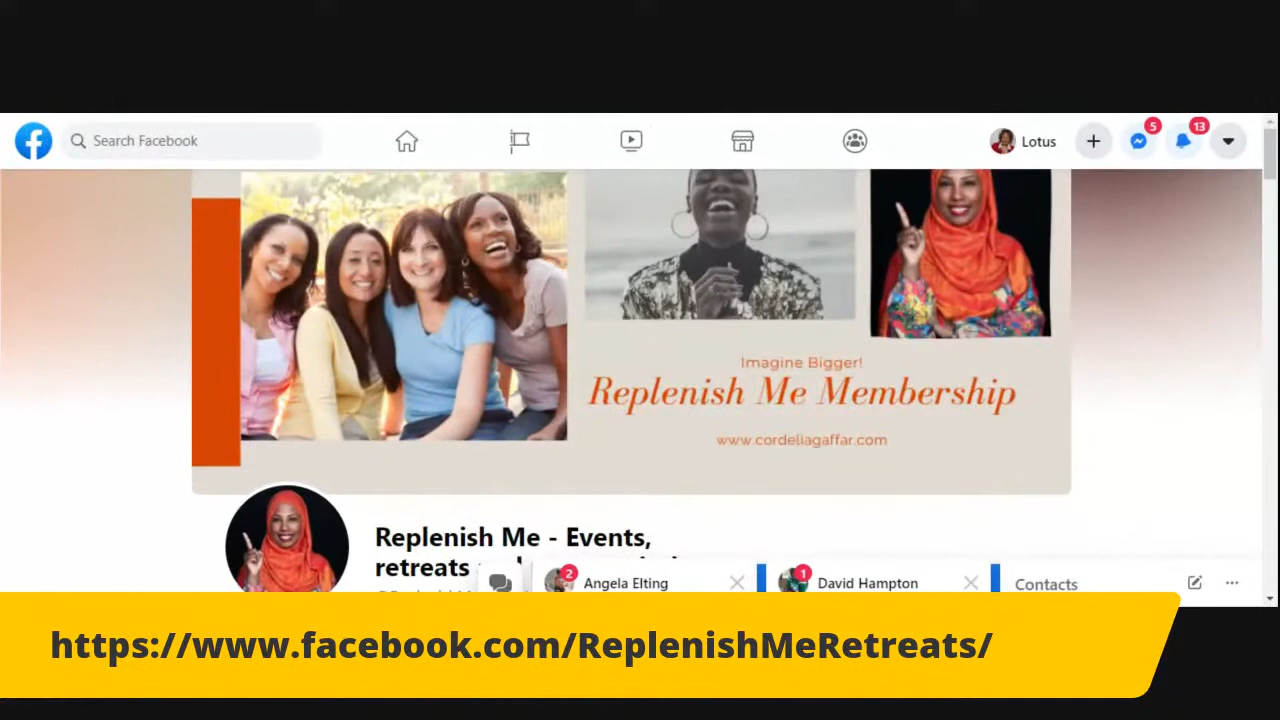 Search Facebook
Lotus
5
13
Imagine Bigger!
Replenish Me Membership
www.cordeliagaffar.com
Replenish Me - Events,
retreats
2
Angela Elting
1
David Hampton
Contacts
https://www.facebook.com/ReplenishMeRetreats/